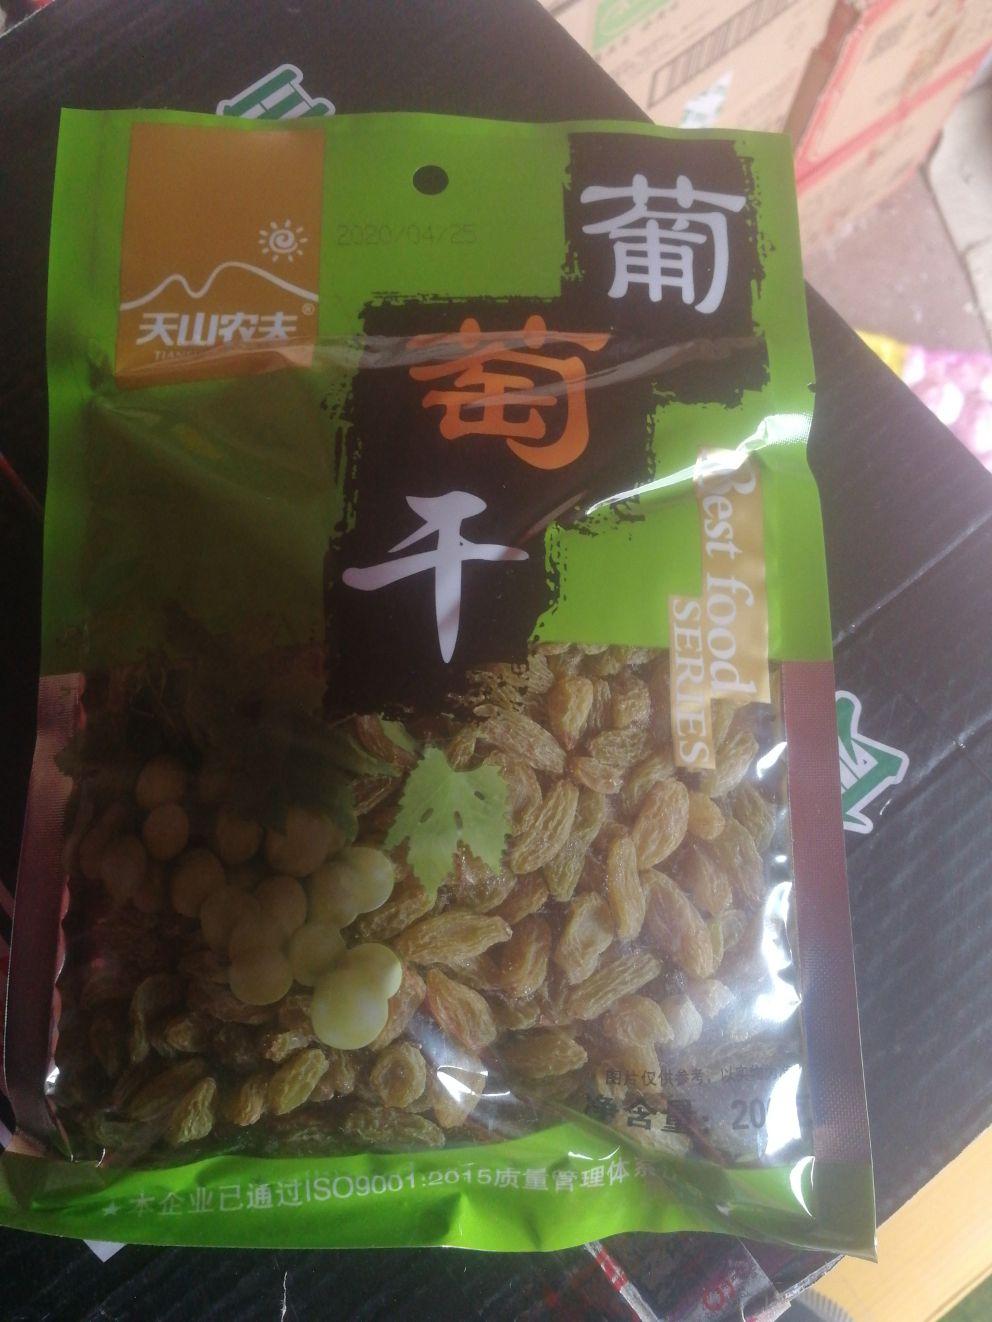 2020/04/25
天山农夫
葡
萄
干
Best food
SERIES
图片仅供参考,以
净含量:20
★本企业已通过ISO9001:2015质量管理体系